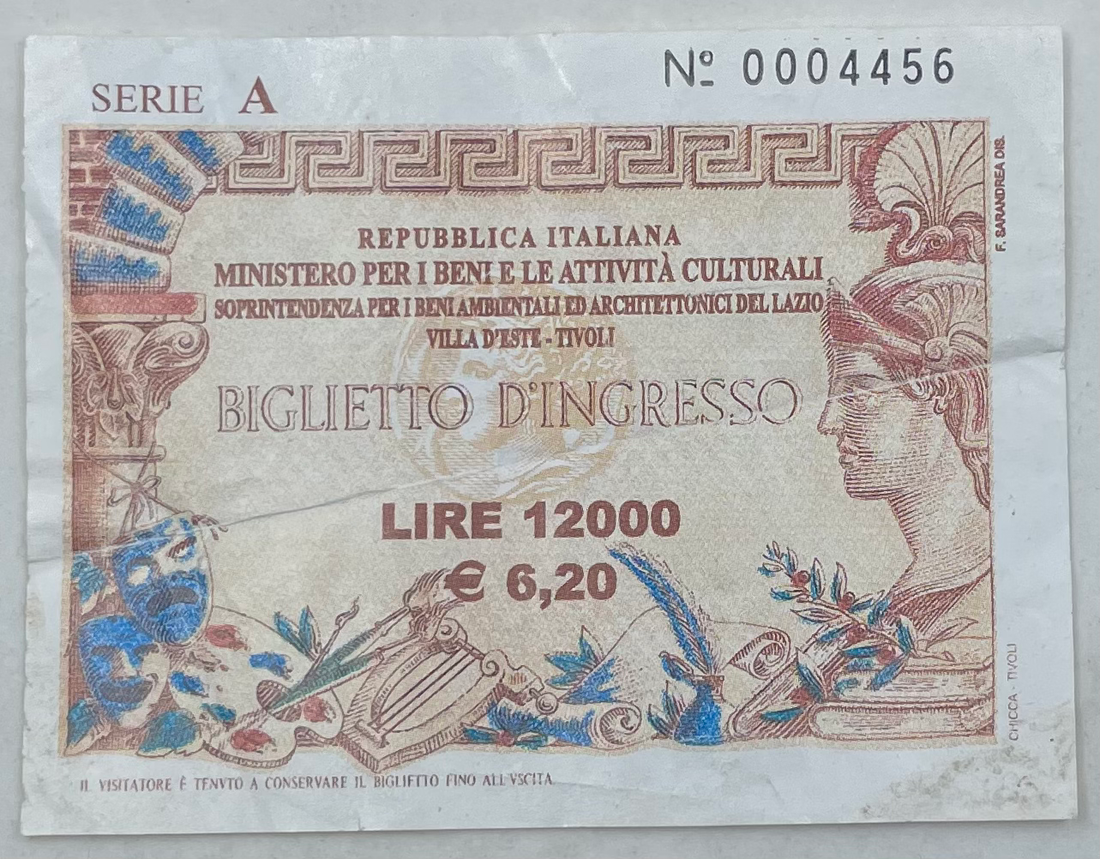 SERIE A
Nº 0004456
REPUBBLICA ITALIANA
MINISTERO PER I BENI E LE ATTIVITÀ CULTURALI
SOPRINTENDENZA PER I BENI AMBIENTALI ED ARCHITETTONICI DEL LAZIO
VILLA D'ESTE - TIVOLI
BIGLIETTO D'INGRESSO
LIRE 12000
€ 6,20
IL VISITATORE È TENVTO A CONSERVARE IL BIGLIETTO FINO ALL'VSCITA
F. SARANDREA DIS.
CHICCA - TIVOLI